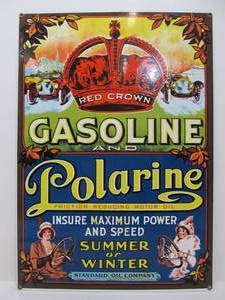 RED CROWN
GASOLINE
AND
Polarine
FRICTION REDUCING MOTOR OIL
INSURE MAXIMUM POWER
AND SPEED
SUMMER
or
WINTER
STANDARD OIL COMPANY